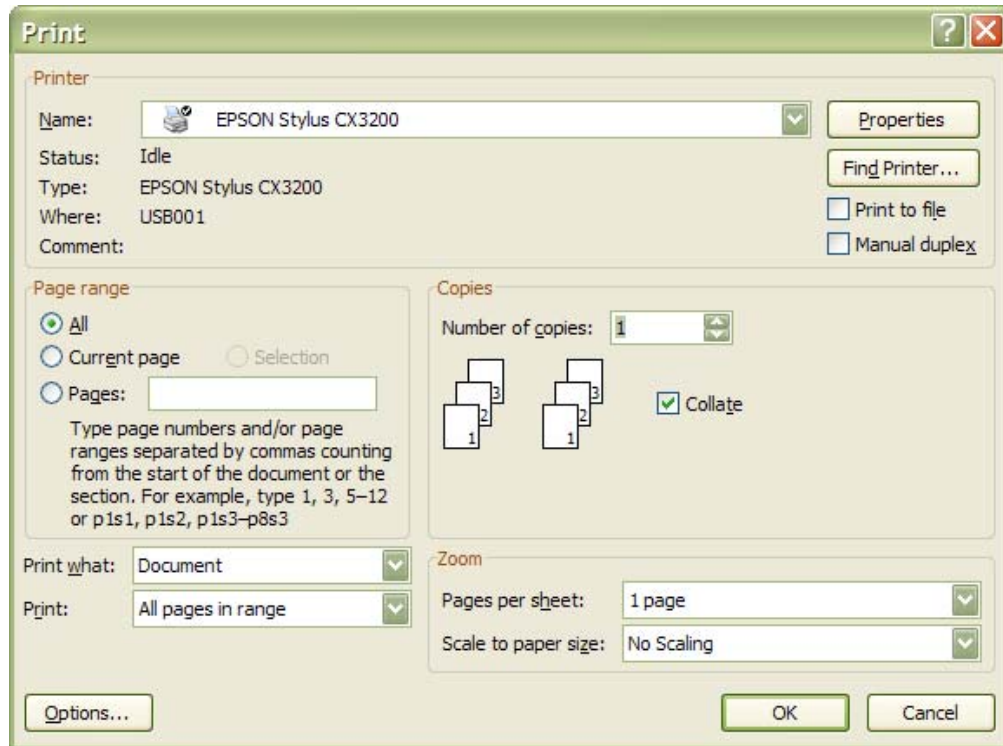 Print
Printer
Name: EPSON Stylus CX3200
Properties
Status: Idle
Find Printer...
Type: EPSON Stylus CX3200
Where: USB001
Print to file
Comment:
Manual duplex
Page range
All
Current page Selection
Pages:
Type page numbers and/or page
ranges separated by commas counting
from the start of the document or the
section. For example, type 1, 3, 5–12
or p1s1, p1s2, p1s3–p8s3
Copies
Number of copies: 1
3 3
2 2
1 1
Collate
Print what: Document
Print: All pages in range
Zoom
Pages per sheet: 1 page
Scale to paper size: No Scaling
Options...
OK
Cancel